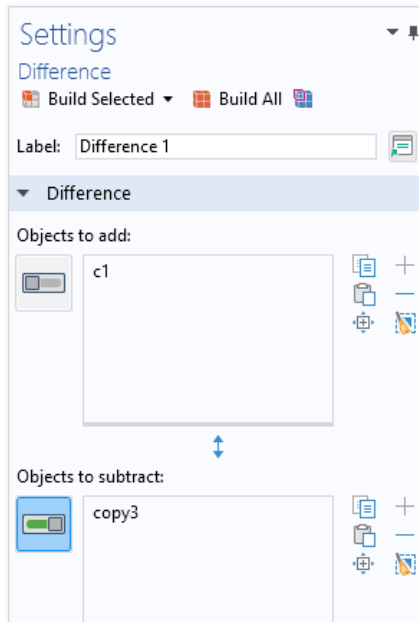 Settings
Difference
Build Selected Build All
Label: Difference 1
Difference
Objects to add:
c1
Objects to subtract:
copy3